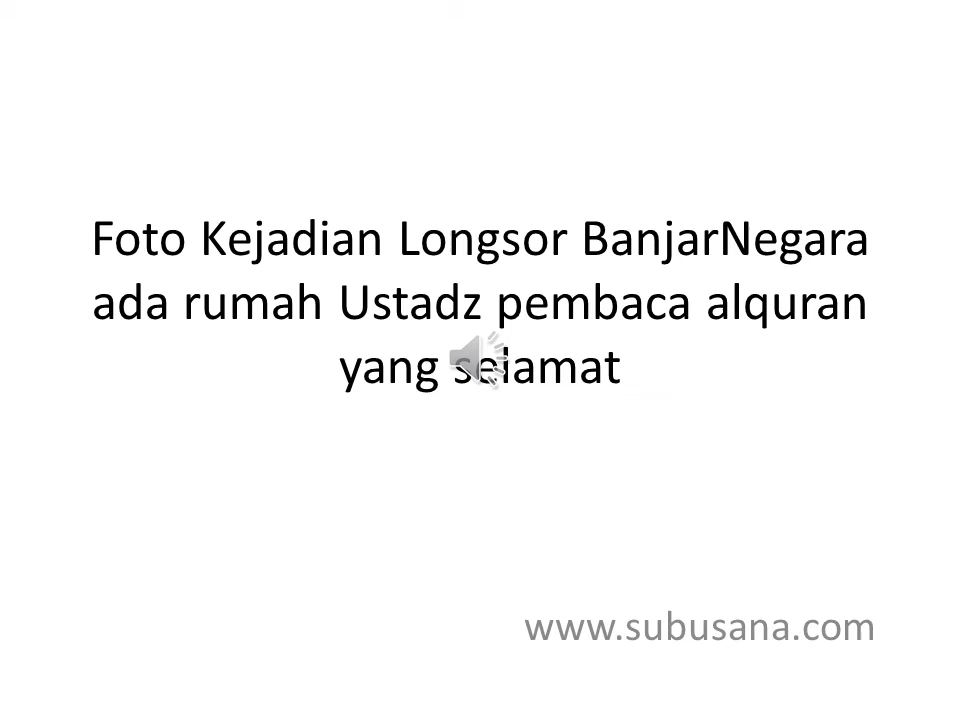 Foto Kejadian Longsor BanjarNegara
ada rumah Ustadz pembaca alquran
yang selamat
www.subusana.com